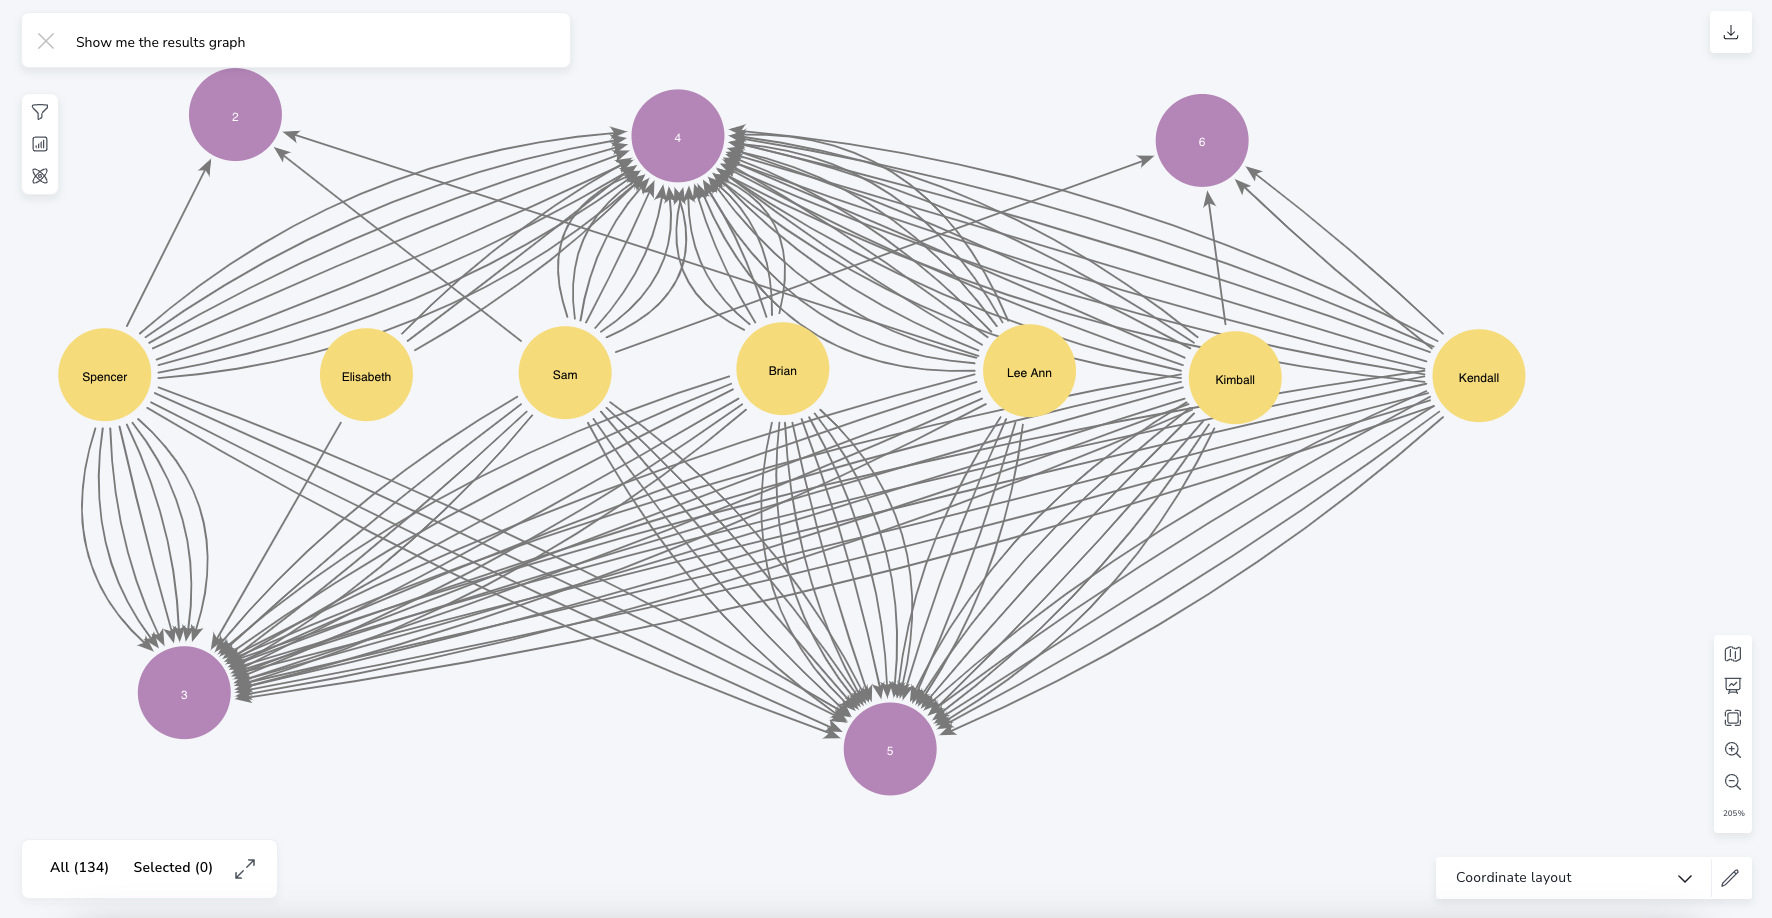 Show me the results graph
2
4
6
Spencer
Elisabeth
Sam
Brian
Lee Ann
Kimball
Kendall
3
5
205%
All (134) Selected (0)
Coordinate layout